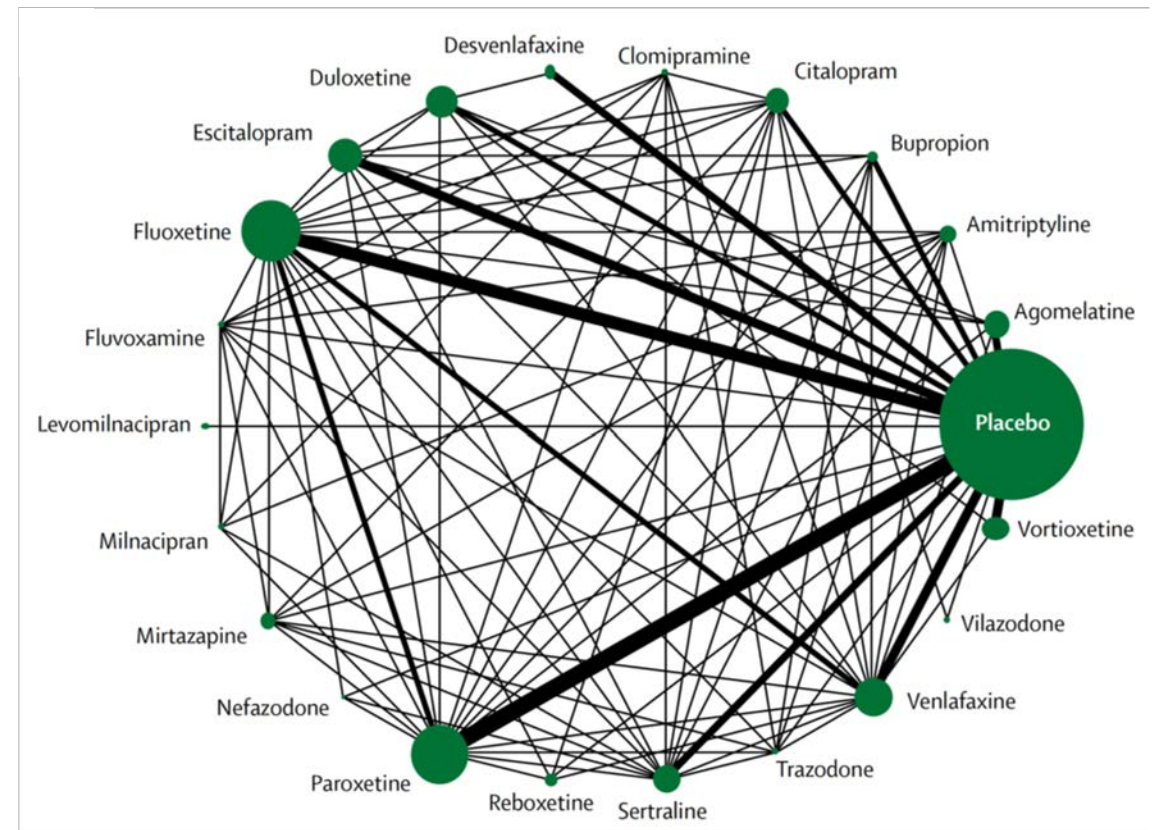 Desvenlafaxine
Clomipramine
Duloxetine
Citalopram
Escitalopram
Bupropion
Fluoxetine
Amitriptyline
Fluvoxamine
Agomelatine
Levomilnacipran
Placebo
Milnacipran
Vortioxetine
Mirtazapine
Vilazodone
Nefazodone
Venlafaxine
Paroxetine
Trazodone
Reboxetine
Sertraline